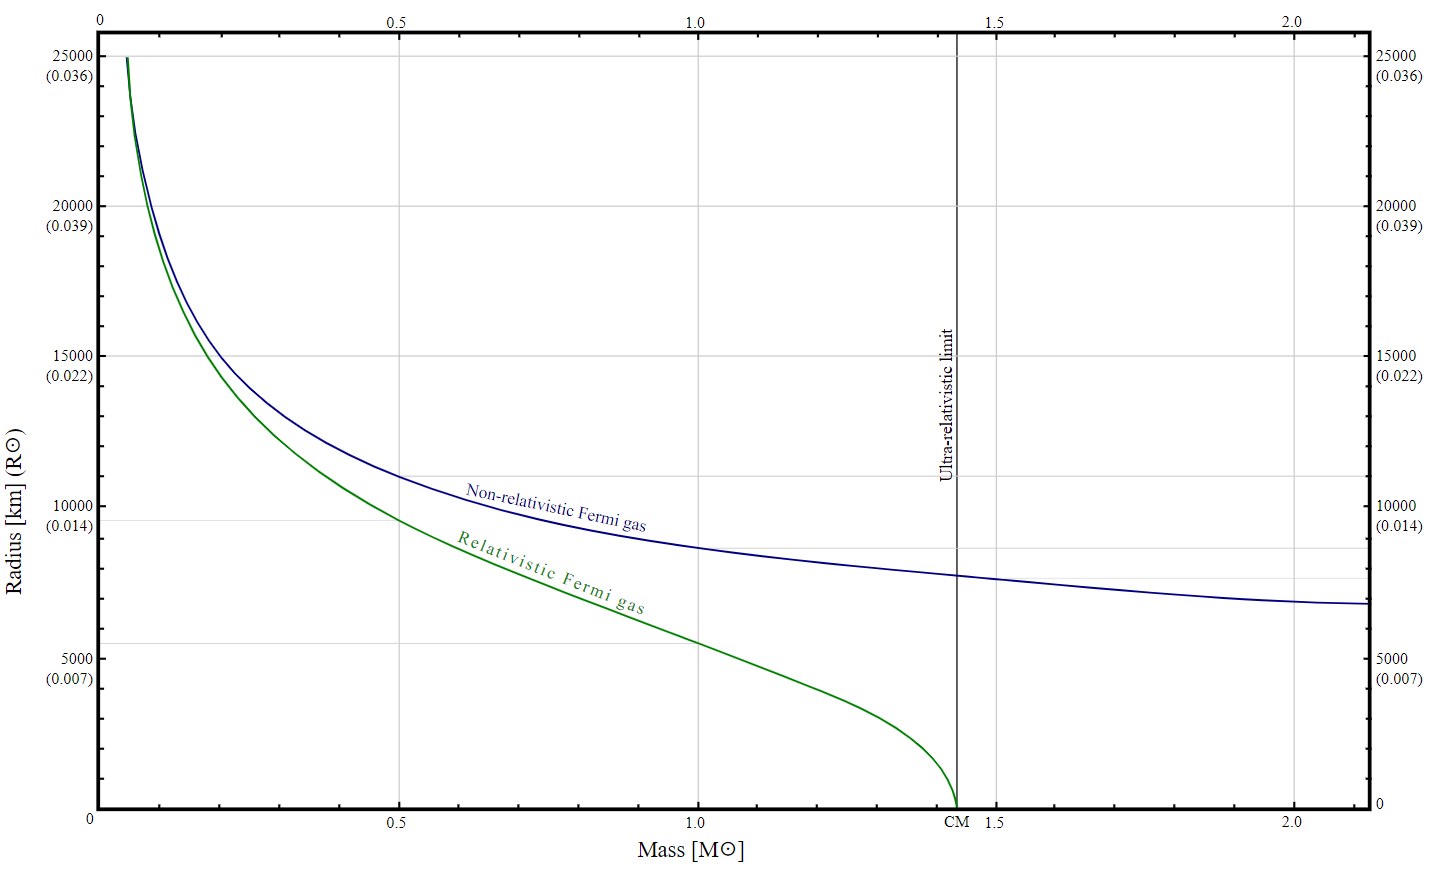 0 0.5 1.0 1.5 2.0
25000 25000
(0.036) (0.036)
20000 20000
(0.039) (0.039)
15000 15000
(0.022) (0.022)
10000 10000
(0.014) (0.014)
5000 5000
(0.007) (0.007)
0 0
0.5 1.0 CM 1.5 2.0
Radius [km] (R⊙)
Mass [M⊙]
Non-relativistic Fermi gas
Relativistic Fermi gas
Ultra-relativistic limit